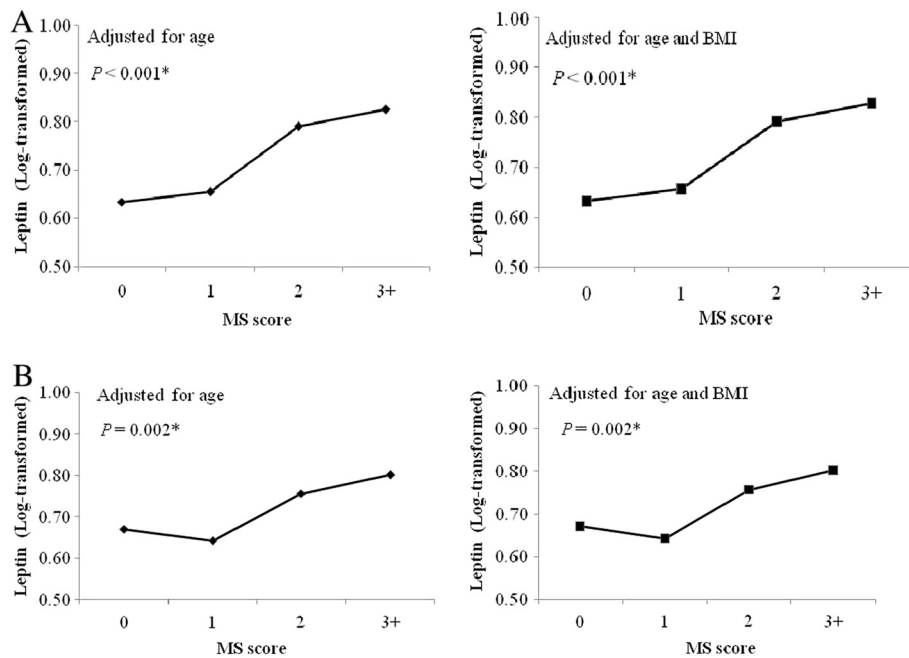 A
1.00
0.90
0.80
0.70
0.60
0.50
Leptin (Log-transformed)
Adjusted for age
P < 0.001*
0 1 2 3+
MS score
1.00
0.90
0.80
0.70
0.60
0.50
Leptin (Log-transformed)
Adjusted for age and BMI
P < 0.001*
0 1 2 3+
MS score
B
1.00
0.90
0.80
0.70
0.60
0.50
Leptin (Log-transformed)
Adjusted for age
P = 0.002*
0 1 2 3+
MS score
1.00
0.90
0.80
0.70
0.60
0.50
Leptin (Log-transformed)
Adjusted for age and BMI
P = 0.002*
0 1 2 3+
MS score